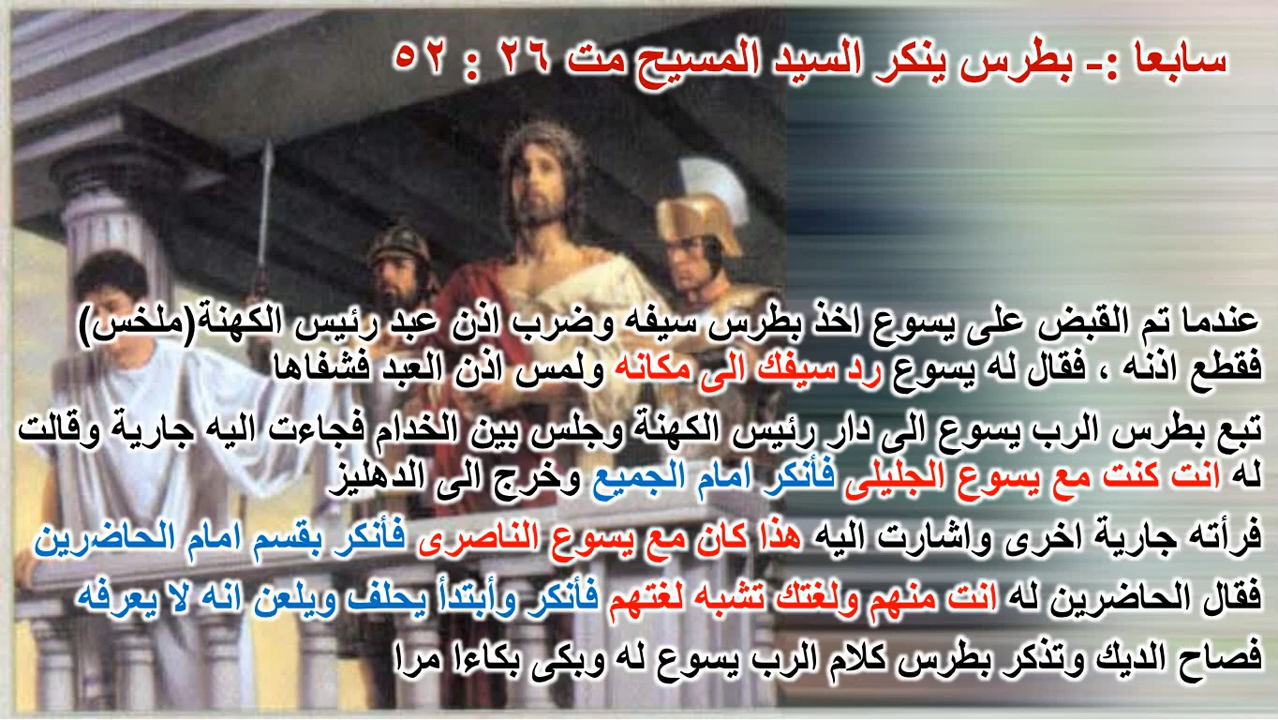 سابعا :- بطرس ينكر السيد المسيح مت ٢٦ : ٥٢
عندما تم القبض على يسوع اخذ بطرس سيفه وضرب اذن عبد رئيس الكهنة(ملخس)
فقطع اذنه ، فقال له يسوع رد سيفك الى مكانه ولمس اذن العبد فشفاها
تبع بطرس الرب يسوع الى دار رئيس الكهنة وجلس بين الخدام فجاءت اليه جارية وقالت
له انت كنت مع يسوع الجليلى فأنكر امام الجميع وخرج الى الدهليز
فرأته جارية اخرى واشارت اليه هذا كان مع يسوع الناصرى فأنكر بقسم امام الحاضرين
فقال الحاضرين له انت منهم ولغتك تشبه لغتهم فأنكر وأبتدأ يحلف ويلعن انه لا يعرفه
فصاح الديك وتذكر بطرس كلام الرب يسوع له وبكى بكاءا مرا